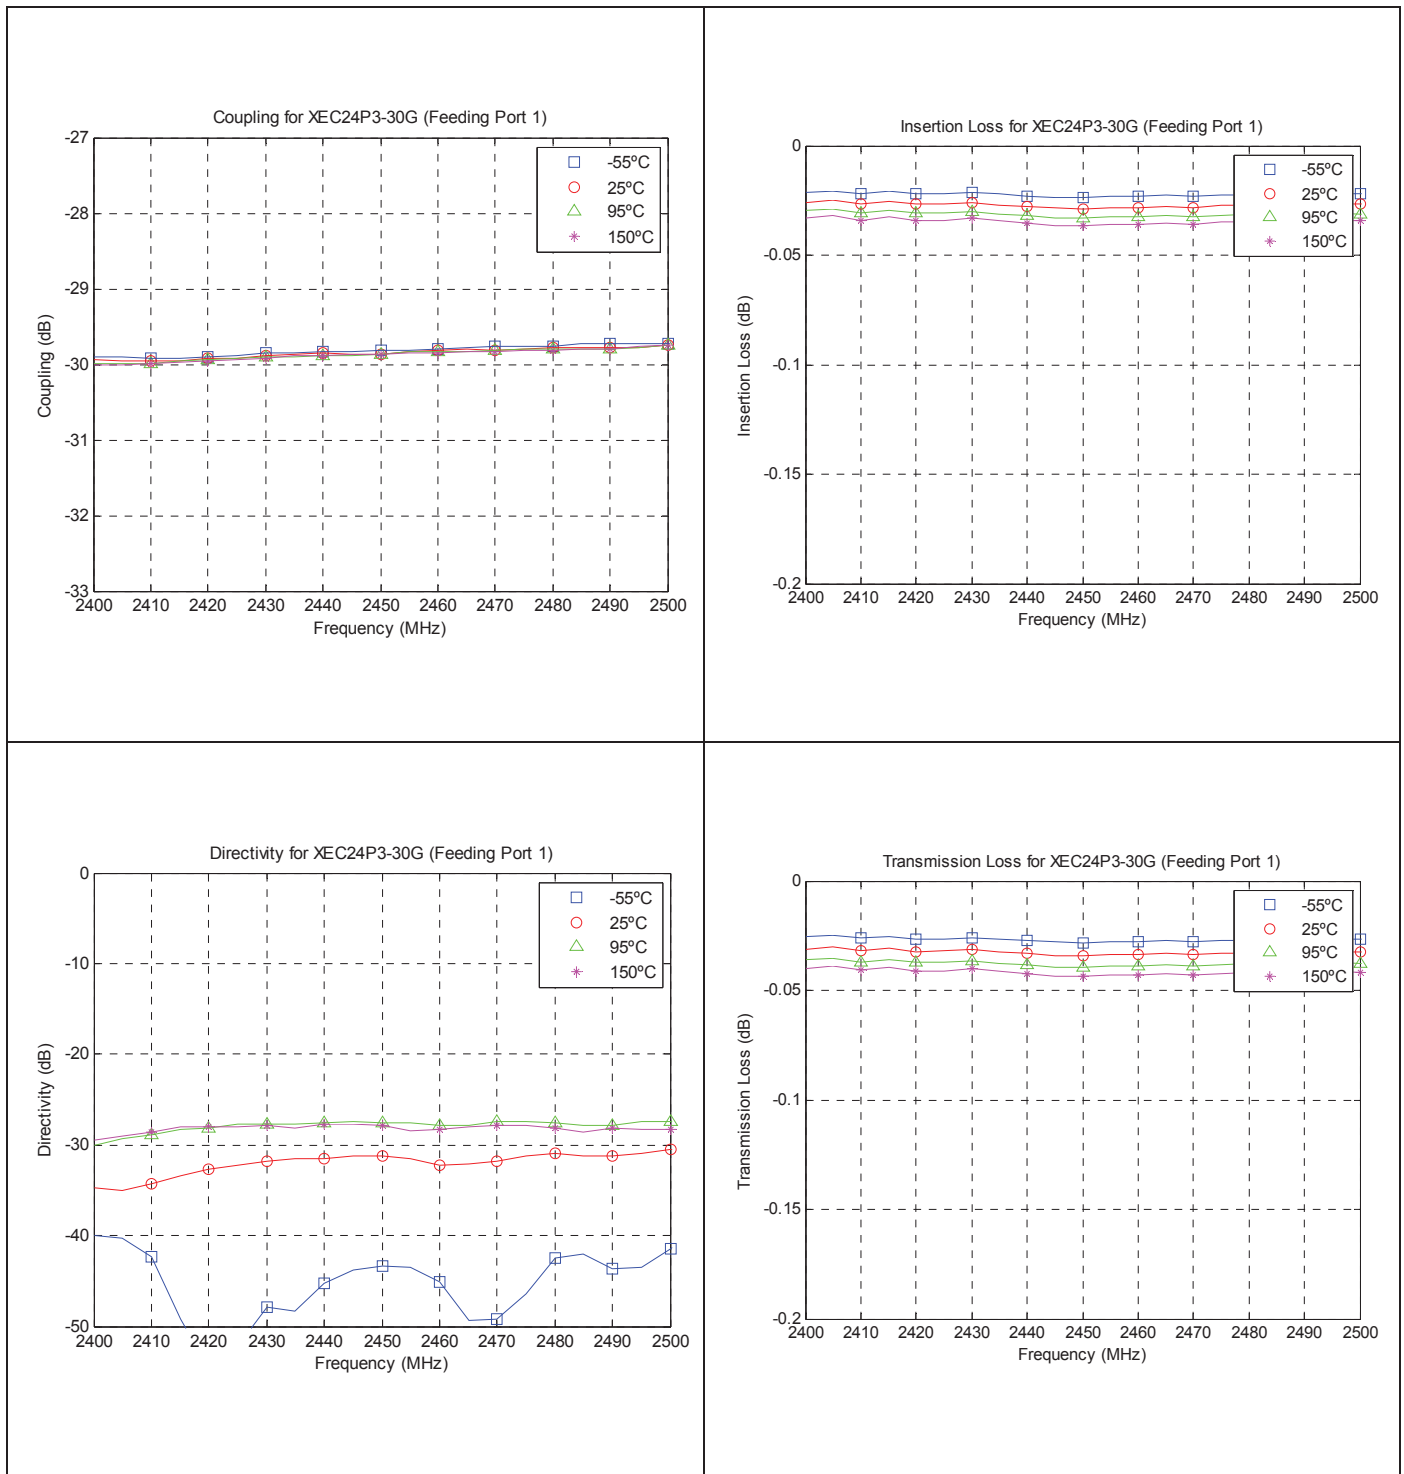 Coupling for XEC24P3-30G (Feeding Port 1)
-27
-28
-29
-30
-31
-32
-33
Coupling (dB)
-55ºC
25ºC
95ºC
150ºC
2400 2410 2420 2430 2440 2450 2460 2470 2480 2490 2500
Frequency (MHz)
Insertion Loss for XEC24P3-30G (Feeding Port 1)
0
-0.05
-0.1
-0.15
-0.2
Insertion Loss (dB)
-55ºC
25ºC
95ºC
150ºC
2400 2410 2420 2430 2440 2450 2460 2470 2480 2490 2500
Frequency (MHz)
Directivity for XEC24P3-30G (Feeding Port 1)
0
-10
-20
-30
-40
-50
Directivity (dB)
-55ºC
25ºC
95ºC
150ºC
2400 2410 2420 2430 2440 2450 2460 2470 2480 2490 2500
Frequency (MHz)
Transmission Loss for XEC24P3-30G (Feeding Port 1)
0
-0.05
-0.1
-0.15
-0.2
Transmission Loss (dB)
-55ºC
25ºC
95ºC
150ºC
2400 2410 2420 2430 2440 2450 2460 2470 2480 2490 2500
Frequency (MHz)